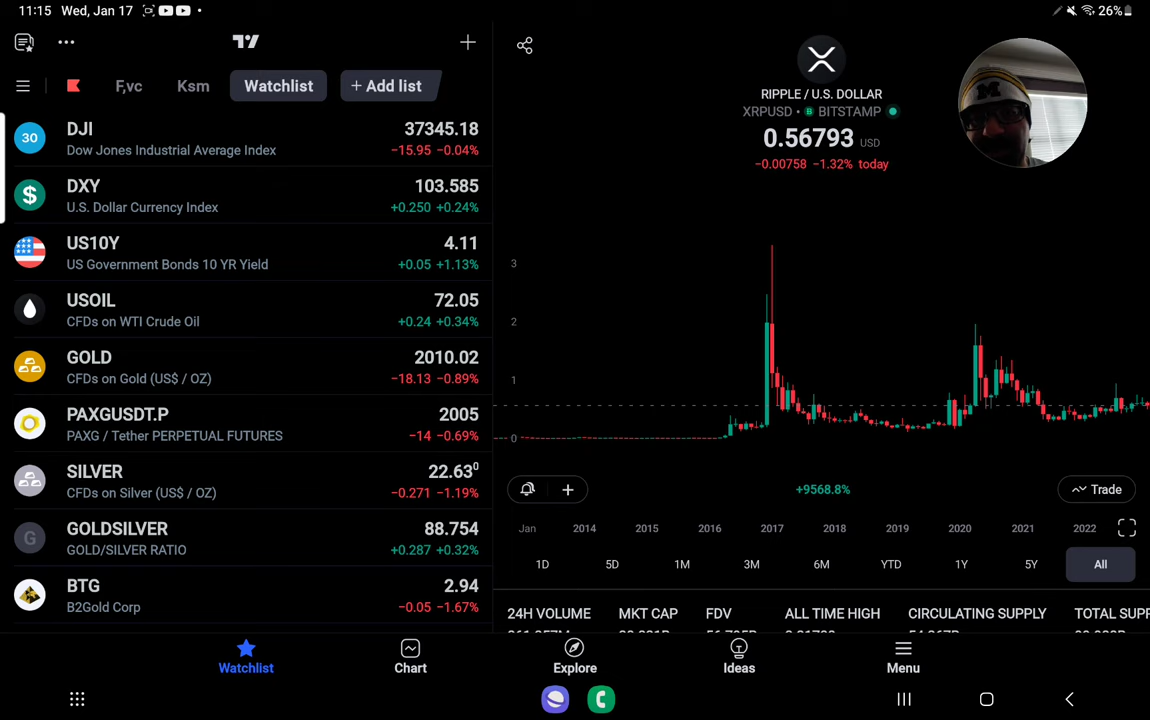 11:15 Wed, Jan 17
26%
F,vc
Ksm
Watchlist
+ Add list
30
DJI 37345.18
Dow Jones Industrial Average Index −15.95 −0.04%
DXY 103.585
U.S. Dollar Currency Index +0.250 +0.24%
US10Y 4.11
US Government Bonds 10 YR Yield +0.05 +1.13%
USOIL 72.05
CFDs on WTI Crude Oil +0.24 +0.34%
GOLD 2010.02
CFDs on Gold (US$ / OZ) −18.13 −0.89%
PAXGUSDT.P 2005
PAXG / Tether PERPETUAL FUTURES −14 −0.69%
SILVER 22.63⁰
CFDs on Silver (US$ / OZ) −0.271 −1.19%
G
GOLDSILVER 88.754
GOLD/SILVER RATIO +0.287 +0.32%
BTG 2.94
B2Gold Corp −0.05 −1.67%
RIPPLE / U.S. DOLLAR
XRPUSD • BITSTAMP
0.56793 USD
−0.00758 −1.32% today
M
3
2
1
0
+9568.8%
Trade
Jan 2014 2015 2016 2017 2018 2019 2020 2021 2022
1D 5D 1M 3M 6M YTD 1Y 5Y All
24H VOLUME MKT CAP FDV ALL TIME HIGH CIRCULATING SUPPLY TOTAL SUPP
Watchlist Chart Explore Ideas Menu